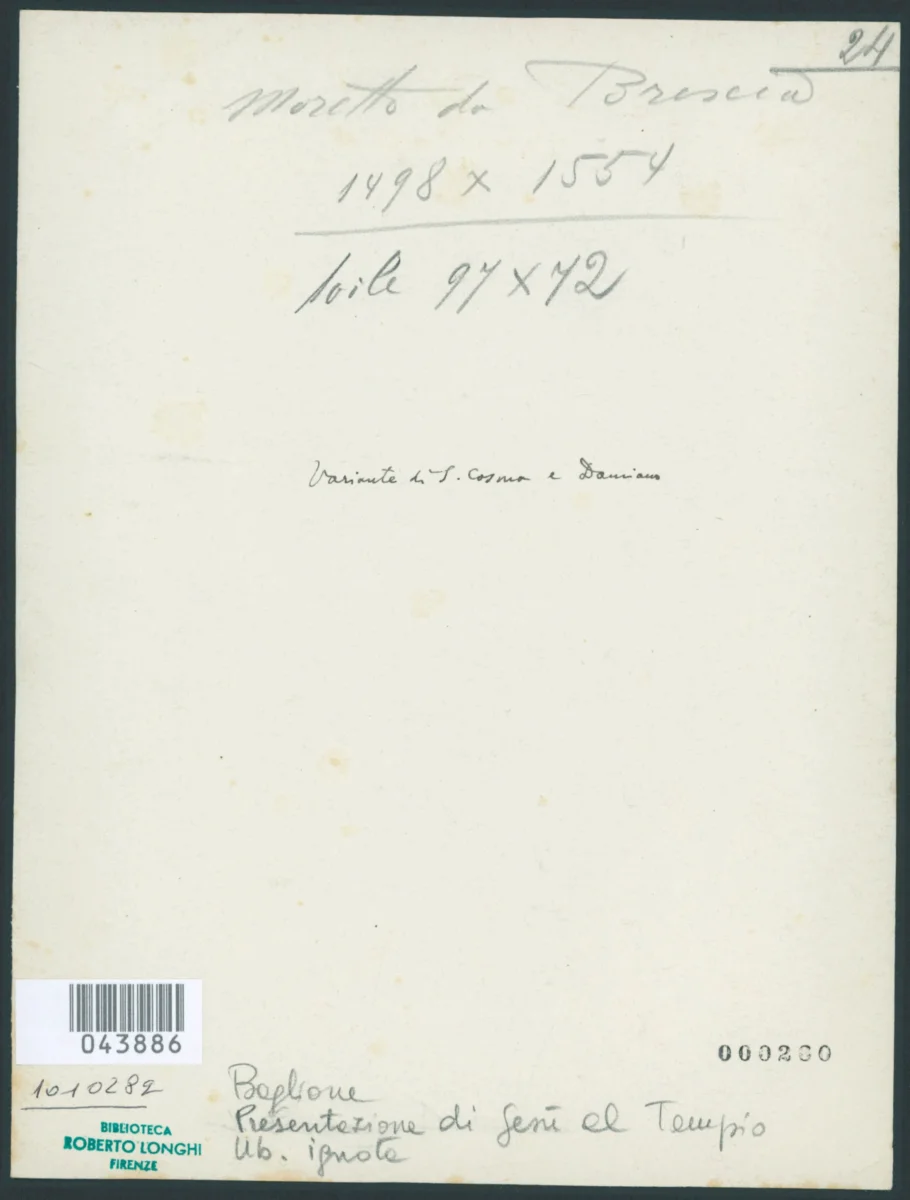 24
Moretto da Brescia
1498 x 1554
toile 97 x 72
Variante di S. Cosma e Damiano
043886
000260
1010282
Baglione
Presentazione di Gesù al Tempio
Ub. ignota
BIBLIOTECA
ROBERTO LONGHI
FIRENZE